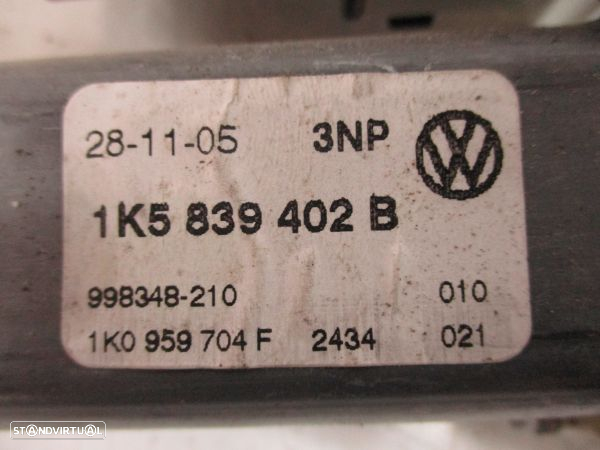 28-11-05 3NP
1K5 839 402 B
998348-210 010
1K0 959 704 F 2434 021
STANDVIRTUAL